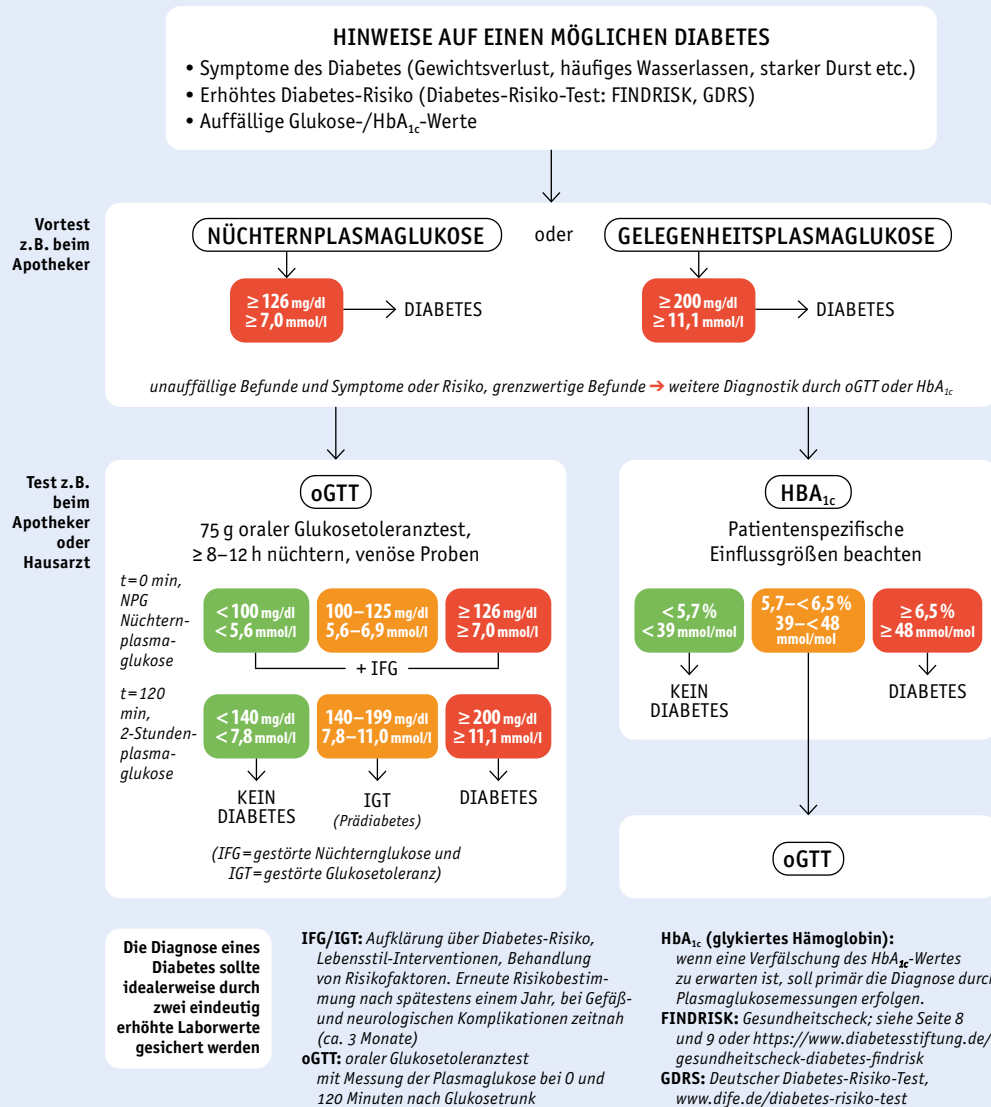 HINWEISE AUF EINEN MÖGLICHEN DIABETES
• Symptome des Diabetes (Gewichtsverlust, häufiges Wasserlassen, starker Durst etc.)
• Erhöhtes Diabetes-Risiko (Diabetes-Risiko-Test: FINDRISK, GDRS)
• Auffällige Glukose-/HbA1c-Werte
Vortest
z.B. beim
Apotheker
NÜCHTERNPLASMAGLUKOSE
oder
GELEGENHEITSPLASMAGLUKOSE
≥ 126 mg/dl
≥ 7,0 mmol/l
DIABETES
≥ 200 mg/dl
≥ 11,1 mmol/l
DIABETES
unauffällige Befunde und Symptome oder Risiko, grenzwertige Befunde ➔ weitere Diagnostik durch oGTT oder HbA1c
Test z.B.
beim
Apotheker
oder
Hausarzt
oGTT
75 g oraler Glukosetoleranztest,
≥ 8–12 h nüchtern, venöse Proben
t=0 min,
NPG
Nüchtern-
plasma-
glukose
< 100 mg/dl
< 5,6 mmol/l
100–125 mg/dl
5,6–6,9 mmol/l
≥ 126 mg/dl
≥ 7,0 mmol/l
+ IFG
t=120
min,
2-Stunden-
plasma-
glukose
< 140 mg/dl
< 7,8 mmol/l
140–199 mg/dl
7,8–11,0 mmol/l
≥ 200 mg/dl
≥ 11,1 mmol/l
KEIN
DIABETES
IGT
(Prädiabetes)
DIABETES
(IFG=gestörte Nüchternglukose und
IGT=gestörte Glukosetoleranz)
HBA1c
Patientenspezifische
Einflussgrößen beachten
< 5,7 %
< 39 mmol/mol
5,7–< 6,5 %
39–< 48
mmol/mol
≥ 6,5 %
≥ 48 mmol/mol
KEIN
DIABETES
DIABETES
oGTT
Die Diagnose eines
Diabetes sollte
idealerweise durch
zwei eindeutig
erhöhte Laborwerte
gesichert werden
IFG/IGT: Aufklärung über Diabetes-Risiko,
Lebensstil-Interventionen, Behandlung
von Risikofaktoren. Erneute Risikobestim-
mung nach spätestens einem Jahr, bei Gefäß-
und neurologischen Komplikationen zeitnah
(ca. 3 Monate)
oGTT: oraler Glukosetoleranztest
mit Messung der Plasmaglukose bei 0 und
120 Minuten nach Glukosetrunk
HbA1c (glykiertes Hämoglobin):
wenn eine Verfälschung des HbA1c-Wertes
zu erwarten ist, soll primär die Diagnose durch
Plasmaglukosemessungen erfolgen.
FINDRISK: Gesundheitscheck; siehe Seite 8
und 9 oder https://www.diabetesstiftung.de/
gesundheitscheck-diabetes-findrisk
GDRS: Deutscher Diabetes-Risiko-Test,
www.dife.de/diabetes-risiko-test